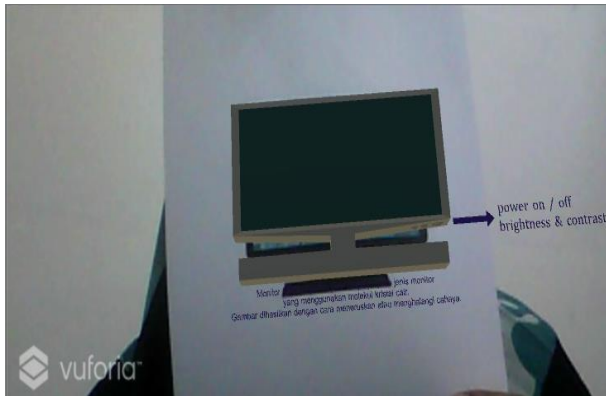 power on / off
brightness & contrast
Monitor jenis monitor
yang menggunakan molekul kristal cair.
Gambar dihasilkan dengan cara meneruskan atau menghalangi cahaya.
vuforia™